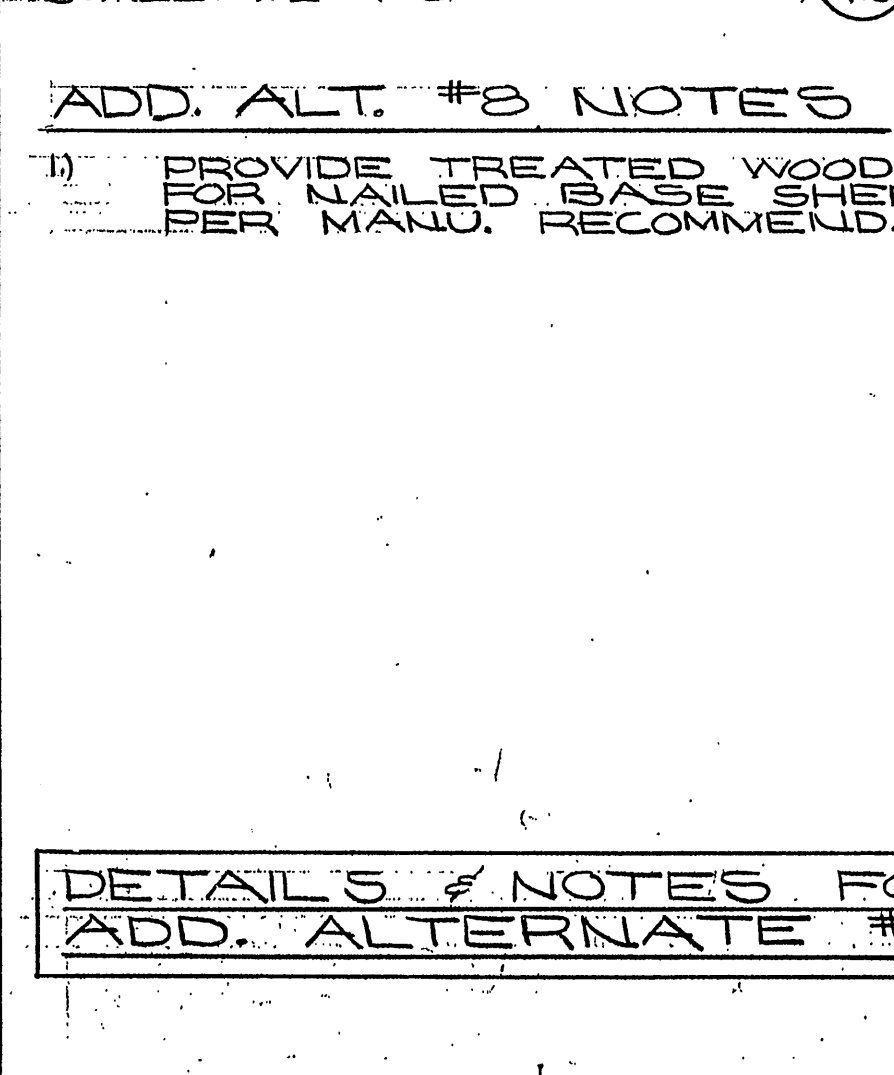 ADD. ALT. #8 NOTES
1.) PROVIDE TREATED WOOD
FOR NAILED BASE SHE
PER MANU. RECOMMEND.
DETAILS & NOTES FO
ADD. ALTERNATE #